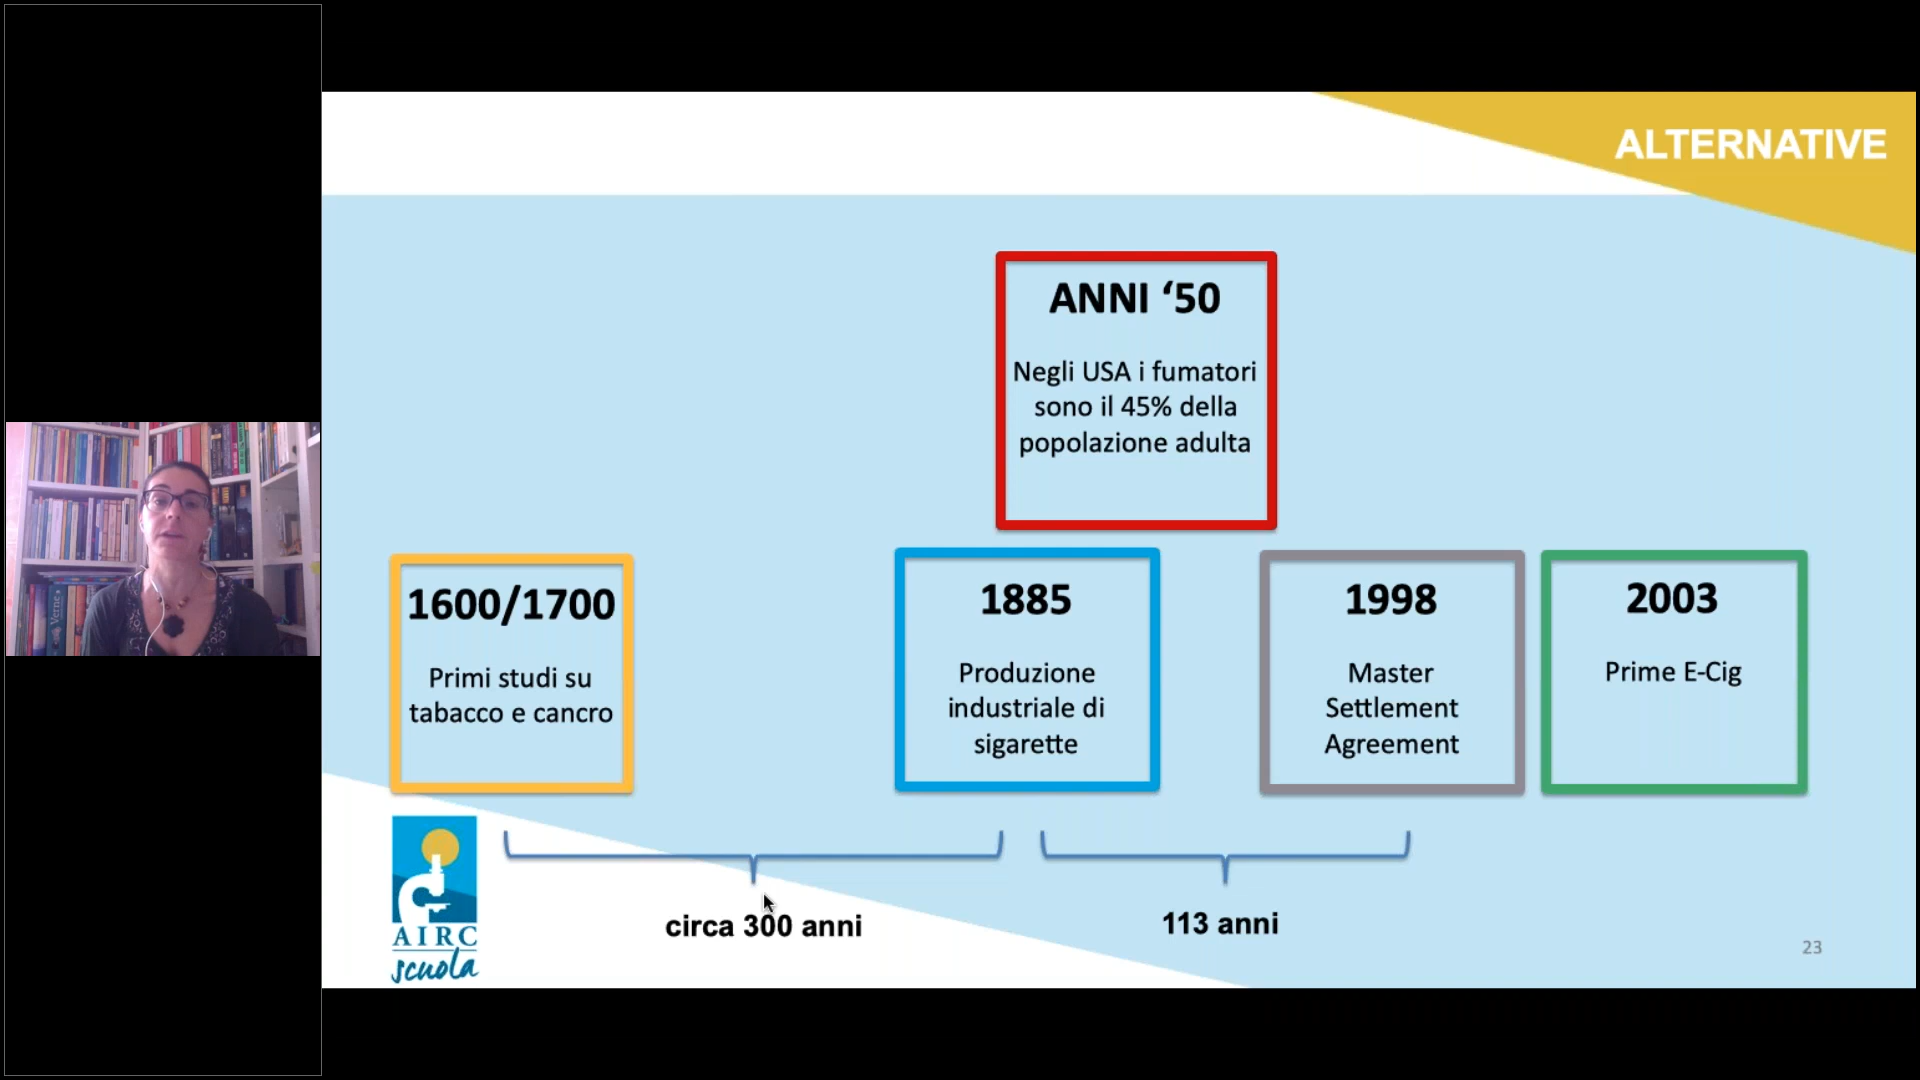 ALTERNATIVE
ANNI ‘50
Negli USA i fumatori
sono il 45% della
popolazione adulta
1600/1700
Primi studi su
tabacco e cancro
1885
Produzione
industriale di
sigarette
1998
Master
Settlement
Agreement
2003
Prime E-Cig
circa 300 anni
113 anni
AIRC
scuola
23
Verne